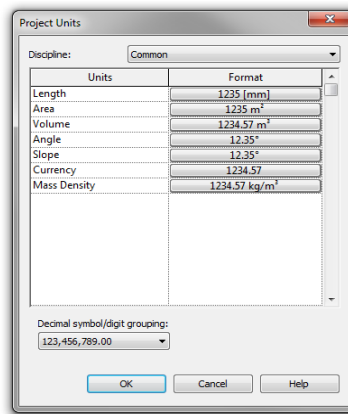 Project Units
Discipline: Common
Units Format
Length 1235 [mm]
Area 1235 m²
Volume 1234.57 m³
Angle 12.35°
Slope 12.35°
Currency 1234.57
Mass Density 1234.57 kg/m³
Decimal symbol/digit grouping:
123,456,789.00
OK Cancel Help